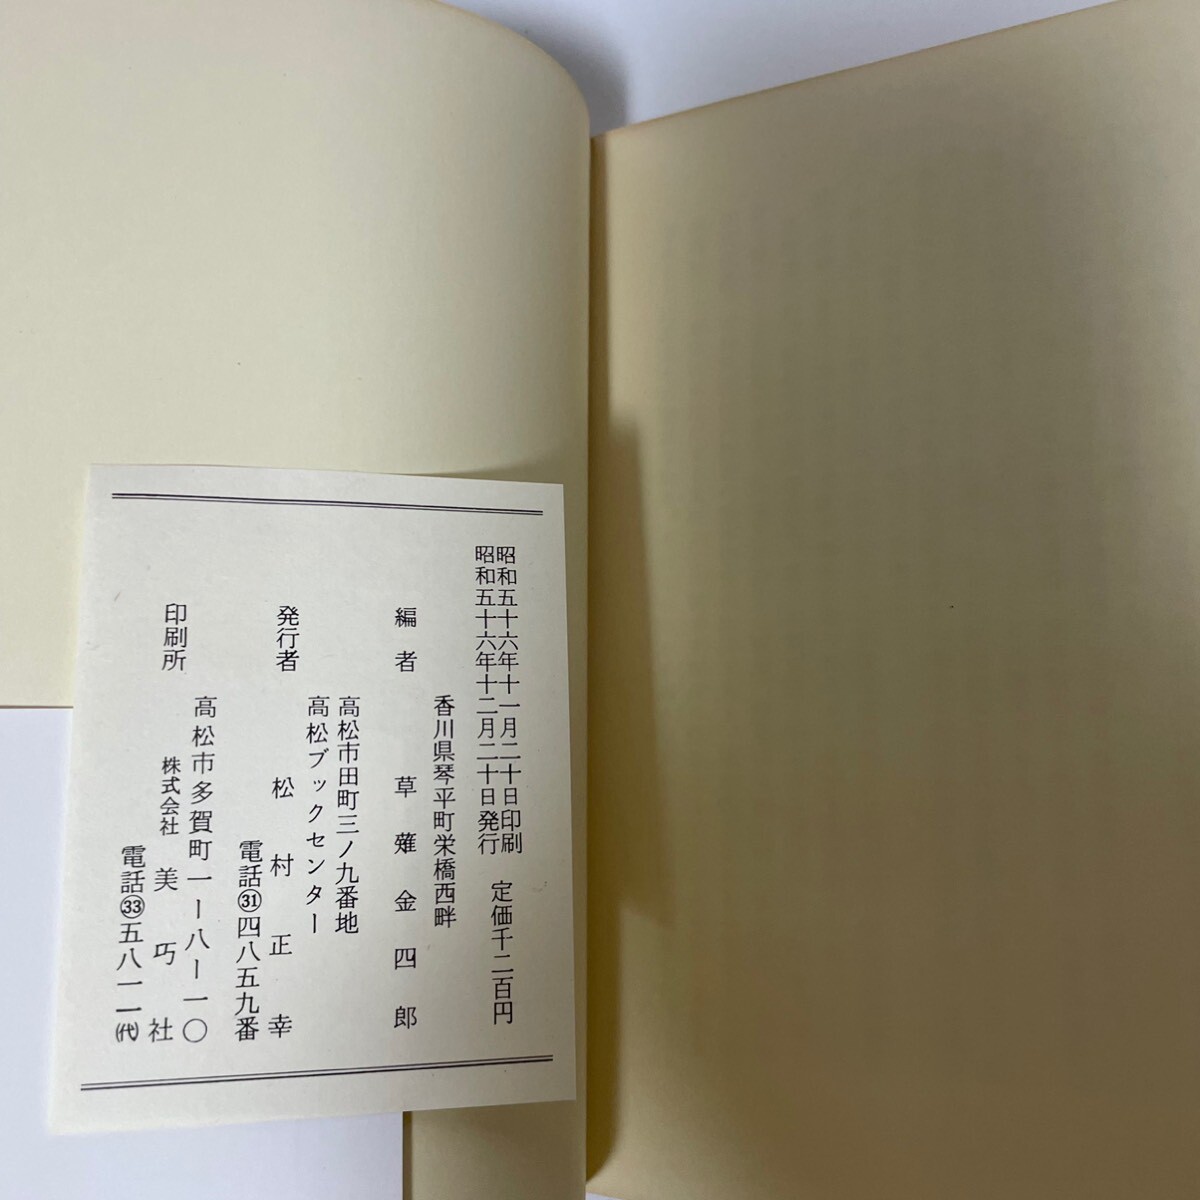 昭和五十六年十一月二十日印刷
昭和五十六年十二月二十日発行
定価千二百円
香川県琴平町栄橋西畔
編者 草薙金四郎
高松市田町三ノ九番地
高松ブックセンター
発行者 松村正幸
電話㉛四八五九番
高松市多賀町一ー八ー一〇
印刷所 株式会社 美巧社
電話㉝五八一一㈹